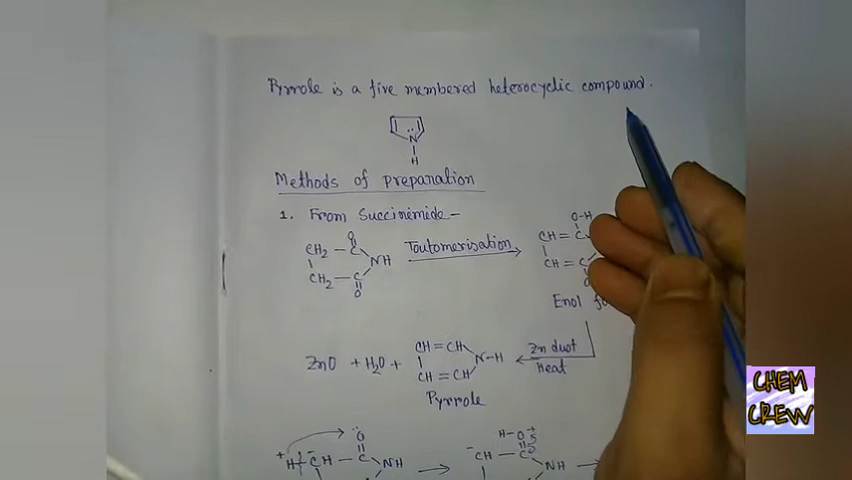 Pyrrole is a five membered heterocyclic compound.
N
H
Methods of preparation
1. From Succinimide-
O
O-H
CH2 - C
Tautomerisation
CH = C
NH
CH2 - C
CH = C
O
Enol
CH = CH
Zn dust
ZnO + H2O +
N-H
Heat
CH = CH
Pyrrole
H-O+
O
+H - CH - C
-CH - C
NH
NH
CHEM
CREW